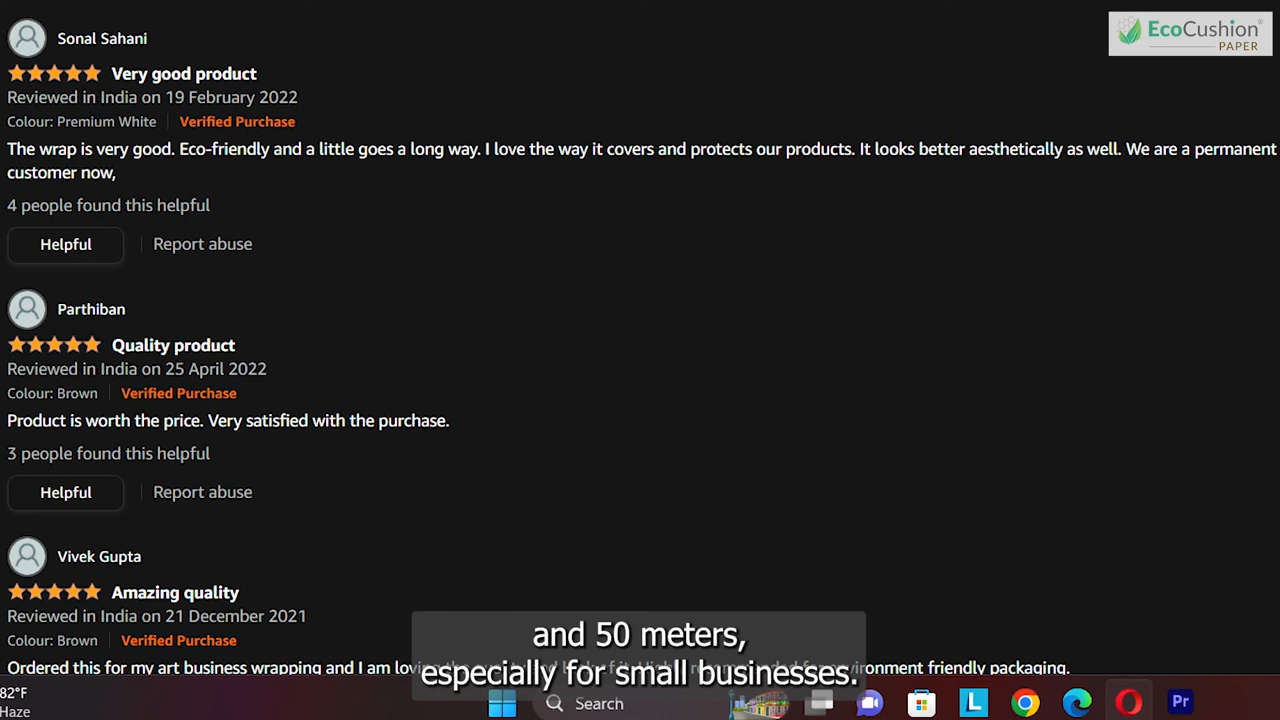 EcoCushion®
PAPER
Sonal Sahani
Very good product
Reviewed in India on 19 February 2022
Colour: Premium White | Verified Purchase
The wrap is very good. Eco-friendly and a little goes a long way. I love the way it covers and protects our products. It looks better aesthetically as well. We are a permanent
customer now,
4 people found this helpful
Helpful | Report abuse
Parthiban
Quality product
Reviewed in India on 25 April 2022
Colour: Brown | Verified Purchase
Product is worth the price. Very satisfied with the purchase.
3 people found this helpful
Helpful | Report abuse
Vivek Gupta
Amazing quality
Reviewed in India on 21 December 2021
Colour: Brown | Verified Purchase
Ordered this for my art business wrapping and I am loving environment friendly packaging.
and 50 meters,
especially for small businesses.
82°F
Haze
Search
L
Pr